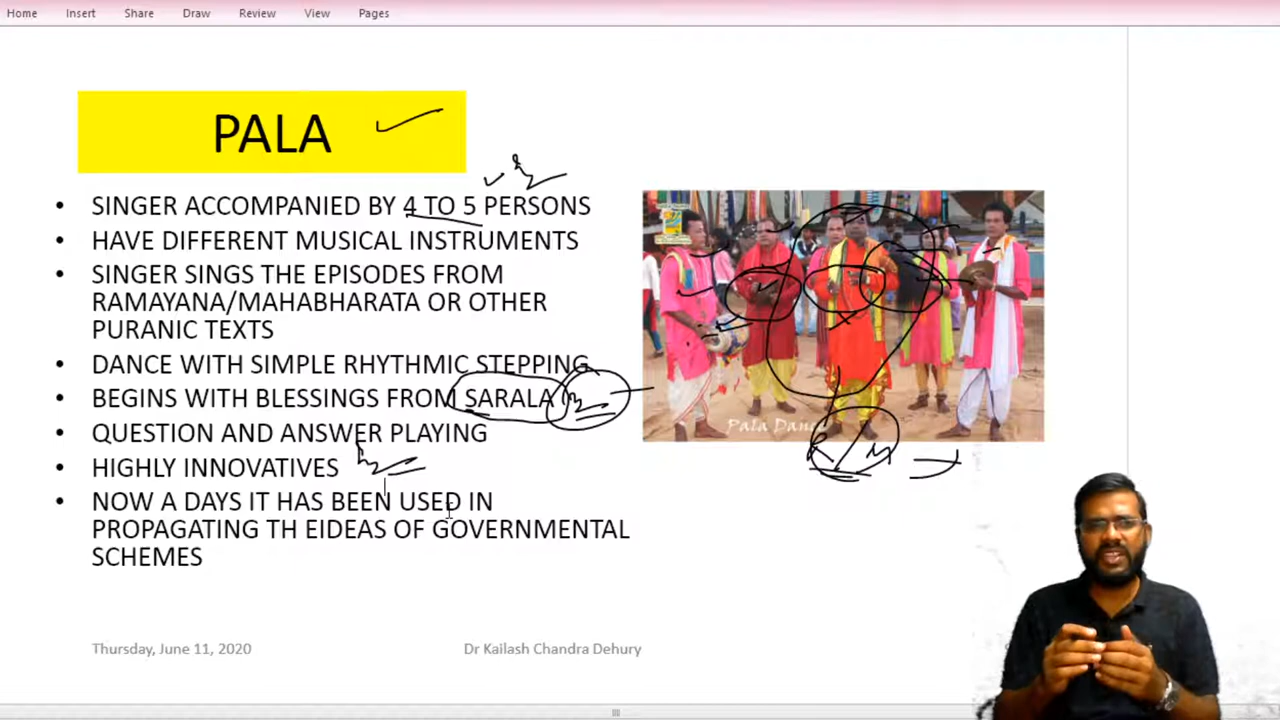 Home Insert Share Draw Review View Pages
PALA
• SINGER ACCOMPANIED BY 4 TO 5 PERSONS
• HAVE DIFFERENT MUSICAL INSTRUMENTS
• SINGER SINGS THE EPISODES FROM
RAMAYANA/MAHABHARATA OR OTHER
PURANIC TEXTS
• DANCE WITH SIMPLE RHYTHMIC STEPPING
• BEGINS WITH BLESSINGS FROM SARALA
• QUESTION AND ANSWER PLAYING
• HIGHLY INNOVATIVES
• NOW A DAYS IT HAS BEEN USED IN
PROPAGATING TH EIDEAS OF GOVERNMENTAL
SCHEMES
Pala Dance
R/M
Thursday, June 11, 2020 Dr Kailash Chandra Dehury